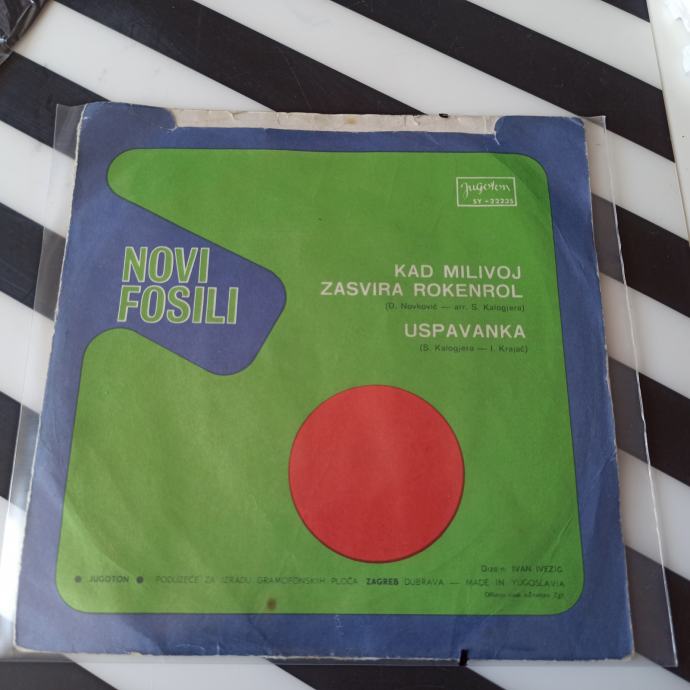 Jugoton
SY-22235
NOVI
FOSILI
KAD MILIVOJ
ZASVIRA ROKENROL
(Đ. Novković — arr. S. Kalogjera)
USPAVANKA
(S. Kalogjera — I. Krajač)
Dizajn: IVAN IVEZIĆ
● JUGOTON ● PODUZEĆE ZA IZRADU GRAMOFONSKIH PLOČA ZAGREB DUBRAVA — MADE IN YUGOSLAVIA